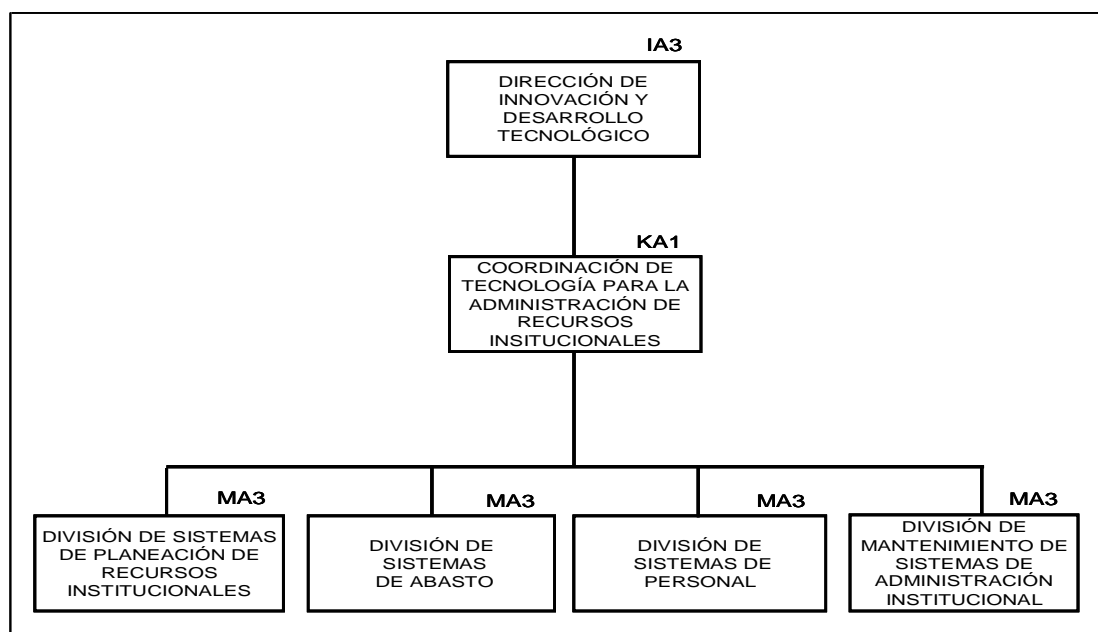 IA3
DIRECCIÓN DE
INNOVACIÓN Y
DESARROLLO
TECNOLÓGICO
KA1
COORDINACIÓN DE
TECNOLOGÍA PARA LA
ADMINISTRACIÓN DE
RECURSOS
INSITUCIONALES
MA3
DIVISIÓN DE SISTEMAS
DE PLANEACIÓN DE
RECURSOS
INSTITUCIONALES
MA3
DIVISIÓN DE
SISTEMAS
DE ABASTO
MA3
DIVISIÓN DE
SISTEMAS DE
PERSONAL
MA3
DIVISIÓN DE
MANTENIMIENTO DE
SISTEMAS DE
ADMINISTRACIÓN
INSTITUCIONAL